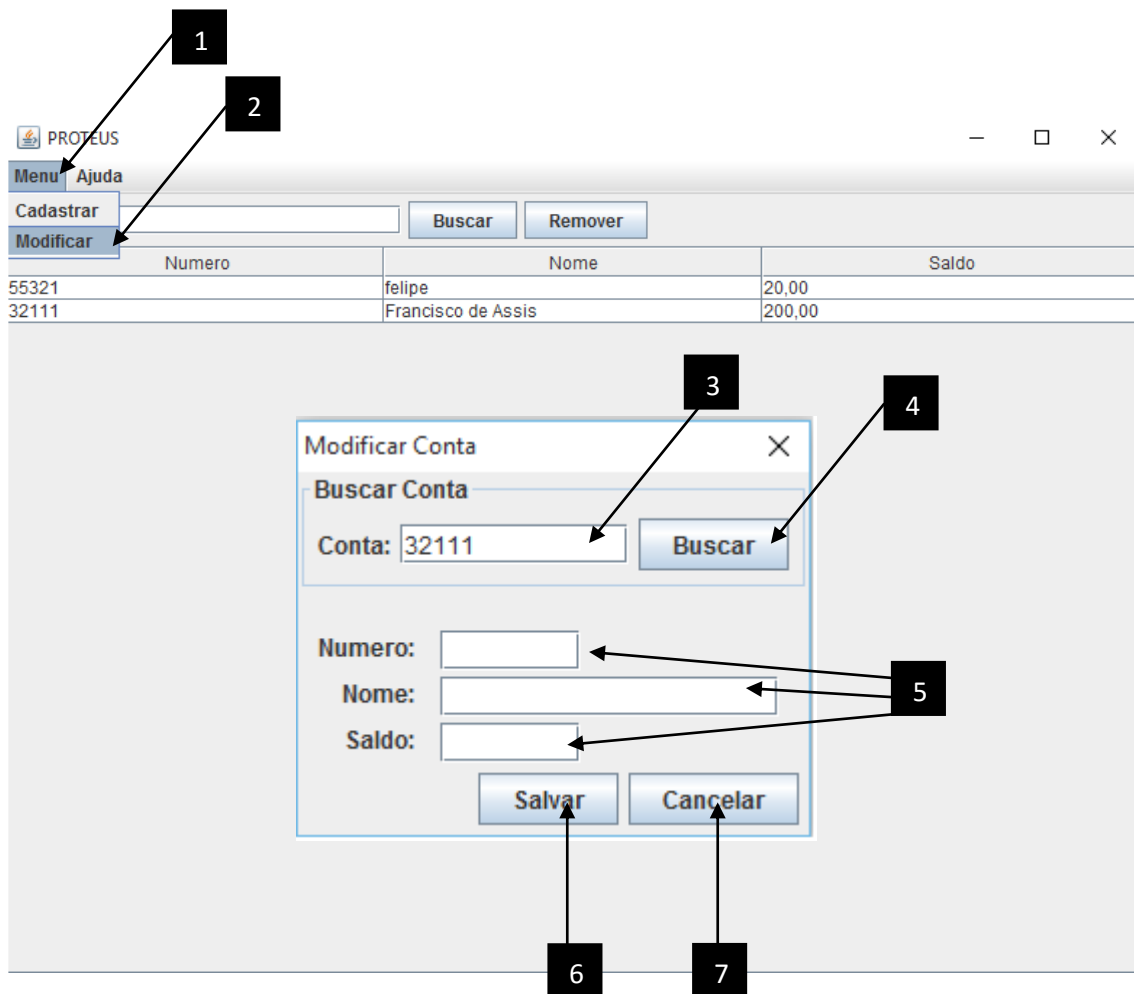 1
2
PROTEUS
Menu Ajuda
Cadastrar
Buscar Remover
Modificar
Numero Nome Saldo
55321 felipe 20,00
32111 Francisco de Assis 200,00
3
4
Modificar Conta
Buscar Conta
Conta: 32111 Buscar
Numero:
5
Nome:
Saldo:
Salvar Cancelar
6 7